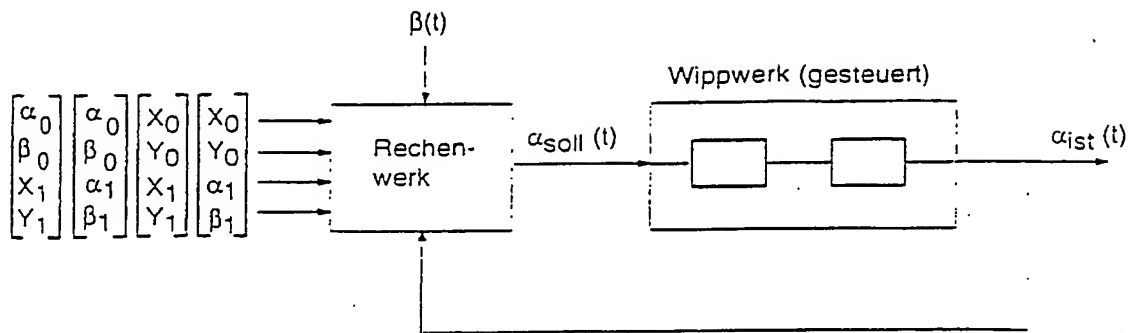 β(t)
Wippwerk (gesteuert)
α0 α0 X0 X0
β0 β0 Y0 Y0
X1 α1 X1 α1
Y1 β1 Y1 β1
Rechen-
werk
αsoll (t)
αist (t)